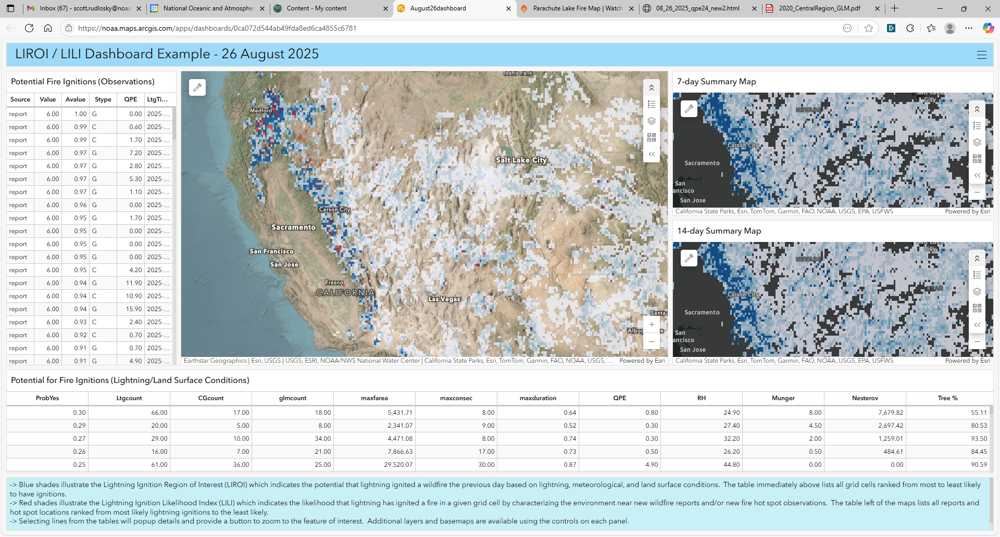 Inbox (67) - scott.rudlosky@noaa
National Oceanic and Atmospher
Content - My content
August26dashboard
Parachute Lake Fire Map | Watch
08_26_2025_qpe24_new2.html
2020_CentralRegion_GLM.pdf
https://noaa.maps.arcgis.com/apps/dashboards/0ca072d544ab49fda8ed6ca4855c6781
LIROI / LILI Dashboard Example - 26 August 2025
Potential Fire Ignitions (Observations)
Source Value Avalue Stype QPE LtgTi...
report 6.00 1.00 G 0.00 2025-...
report 6.00 0.99 C 0.60 2025-...
report 6.00 0.99 C 1.70 2025-...
report 6.00 0.97 G 7.20 2025-...
report 6.00 0.97 G 2.80 2025-...
report 6.00 0.97 G 5.30 2025-...
report 6.00 0.97 G 1.10 2025-...
report 6.00 0.96 G 0.00 2025-...
report 6.00 0.95 G 1.70 2025-...
report 6.00 0.95 G 0.00 2025-...
report 6.00 0.95 G 0.00 2025-...
report 6.00 0.95 G 0.00 2025-...
report 6.00 0.95 C 4.20 2025-...
report 6.00 0.94 G 11.90 2025-...
report 6.00 0.94 C 10.90 2025-...
report 6.00 0.94 G 15.90 2025-...
report 6.00 0.93 C 2.40 2025-...
report 6.00 0.92 C 0.70 2025-...
report 6.00 0.91 G 0.70 2025-...
report 6.00 0.91 G 4.90 2025-...
Idaho Falls
Medford
Salt Lake City
Carson City
Sacramento
San Francisco
San Jose
Fresno
CALIFORNIA
Las Vegas
Santa
Albuq e
Earthstar Geographics | Esri, USGS | USGS, ESRI, NOAA/NWS National Water Center | California State Parks, Esri, TomTom, Garmin, FAO, NOAA, USGS, ... Powered by Esri
7-day Summary Map
Salt Lake
City
NEVADA
UTAH
Carson City
Sacramento
San
ancisco
San Jose
California State Parks, Esri, TomTom, Garmin, FAO, NOAA, USGS, EPA, USFWS Powered by Esri
14-day Summary Map
Salt Lake
City
NEVADA
UTAH
Carson City
Sacramento
San
ancisco
San Jose
California State Parks, Esri, TomTom, Garmin, FAO, NOAA, USGS, EPA, USFWS Powered by Esri
Potential for Fire Ignitions (Lightning/Land Surface Conditions)
ProbYes Ltgcount CGcount glmcount maxfarea maxconsec maxduration QPE RH Munger Nesterov Tree %
0.30 66.00 17.00 18.00 5,431.71 8.00 0.64 0.80 24.90 8.00 7,679.82 55.11
0.29 20.00 5.00 8.00 2,341.07 9.00 0.52 0.30 27.40 4.50 2,697.42 80.53
0.27 29.00 10.00 34.00 4,471.08 8.00 0.74 0.30 32.20 2.00 1,259.01 93.50
0.26 16.00 7.00 21.00 7,866.63 17.00 0.73 0.50 26.20 0.50 484.61 84.45
0.25 61.00 36.00 25.00 29,520.07 30.00 0.87 4.90 44.80 0.00 0.00 90.59
-> Blue shades illustrate the Lightning Ignition Region of Interest (LIROI) which indicates the potential that lightning ignited a wildfire the previous day based on lightning, meteorological, and land surface conditions. The table immediately above lists all grid cells ranked from most to least likely
to have ignitions.
-> Red shades illustrate the Lightning Ignition Likelihood Index (LILI) which indicates the likelihood that lightning has ignited a fire in a given grid cell by characterizing the environment near new wildfire reports and/or new fire hot spot observations. The table left of the maps lists all reports and
hot spot locations ranked from most likely lightning ignitions to the least likely.
-> Selecting lines from the tables will popup details and provide a button to zoom to the feature of interest. Additional layers and basemaps are available using the controls on each panel.